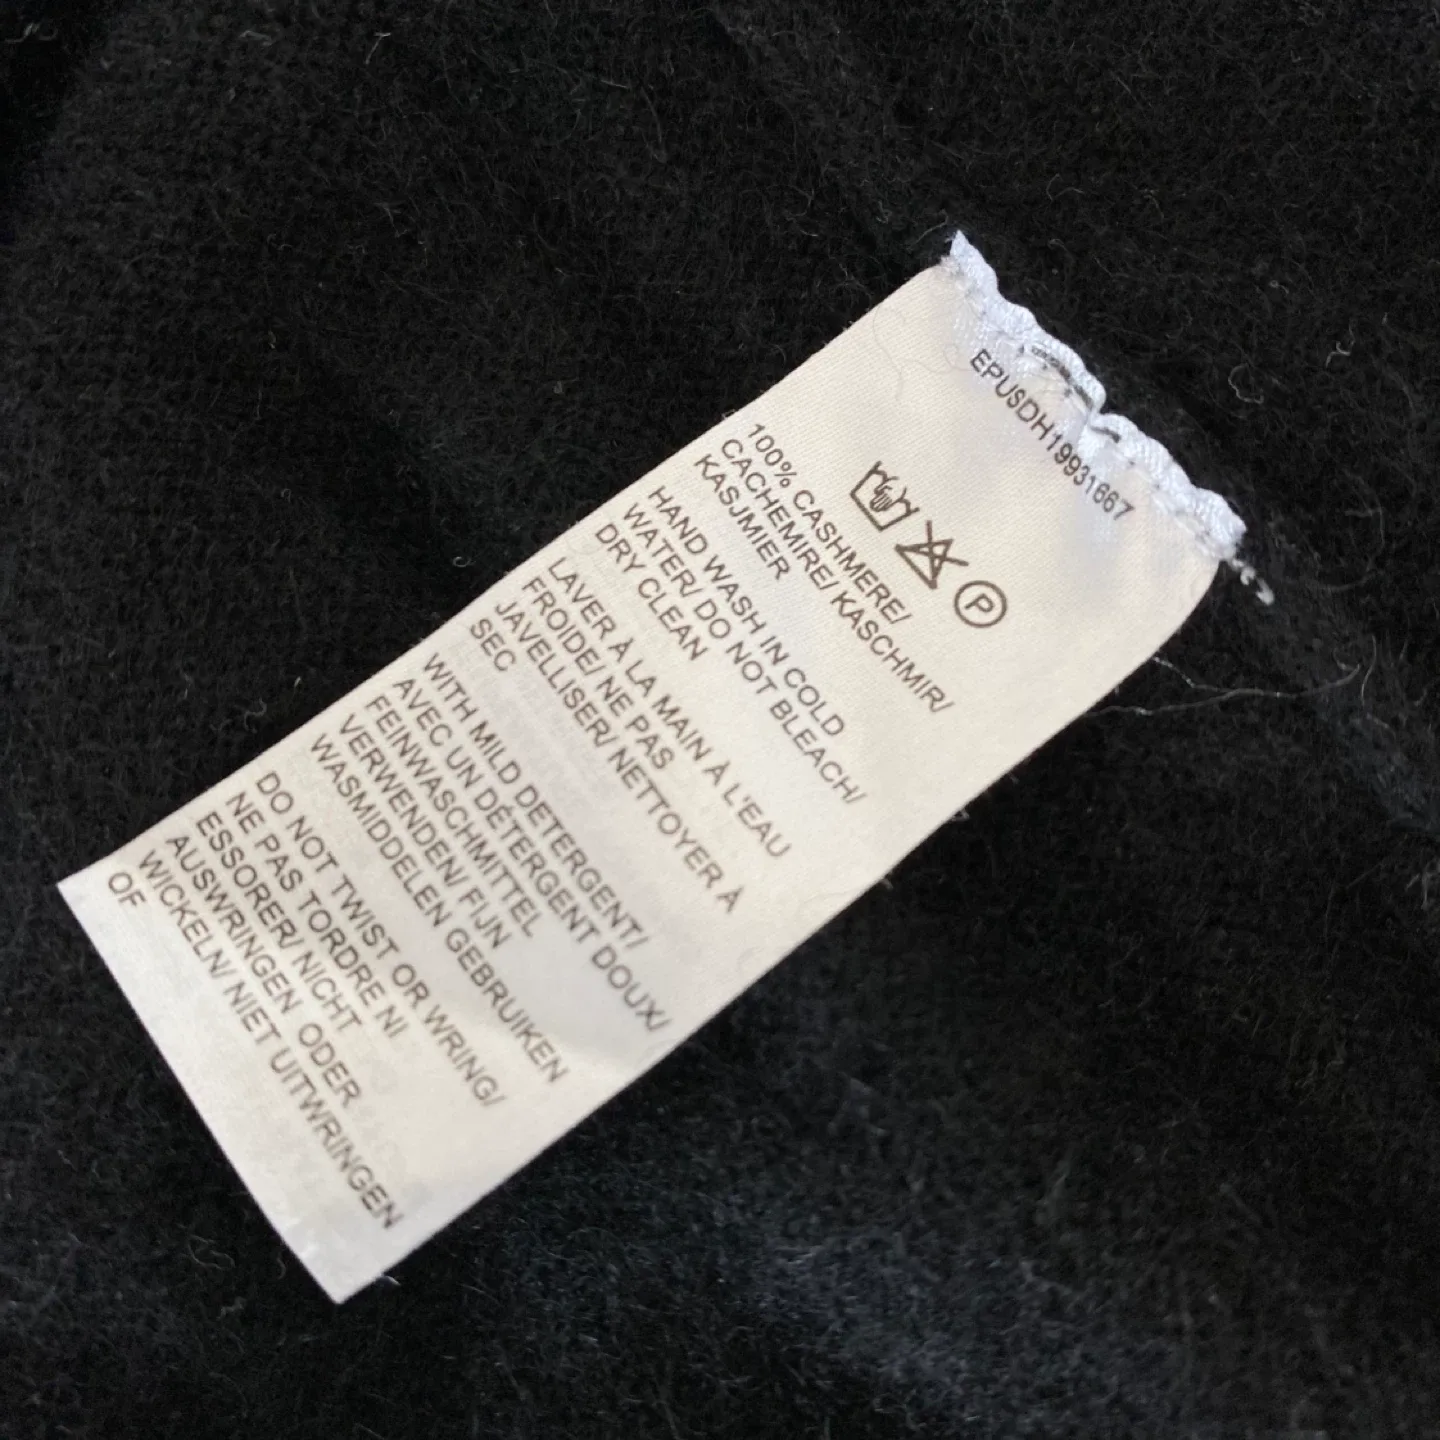 EPUSDH19931667
P
100% CASHMERE/
CACHEMIRE/ KASCHMIR/
KASJMIER
HAND WASH IN COLD
WATER/ DO NOT BLEACH/
DRY CLEAN
LAVER À LA MAIN À L'EAU
FROIDE/ NE PAS
JAVELLISER/ NETTOYER À
SEC
WITH MILD DETERGENT/
AVEC UN DÉTERGENT DOUX/
FEINWASCHMITTEL
VERWENDEN/ FIJN
WASMIDDELEN GEBRUIKEN
DO NOT TWIST OR WRING/
NE PAS TORDRE NI
ESSORER/ NICHT
AUSWRINGEN ODER
WICKELN/ NIET UITWRINGEN
OF